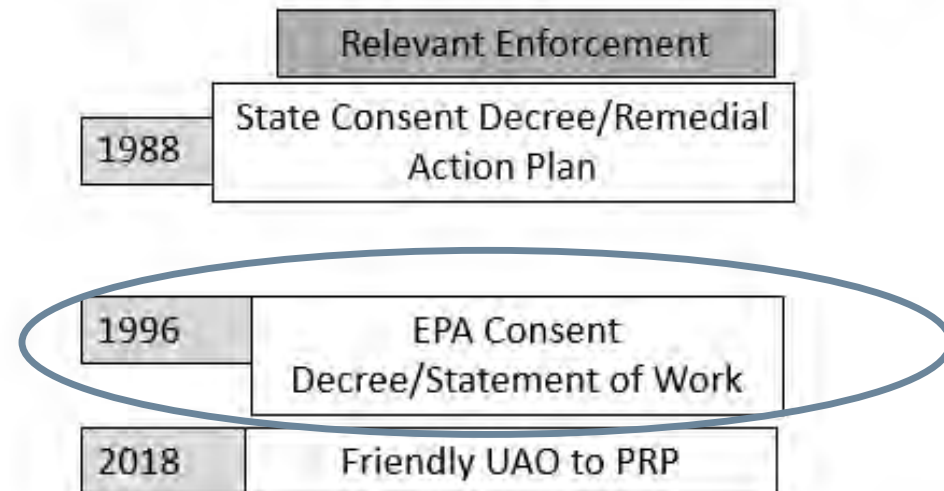 Relevant Enforcement
1988
State Consent Decree/Remedial
Action Plan
1996
EPA Consent
Decree/Statement of Work
2018
Friendly UAO to PRP